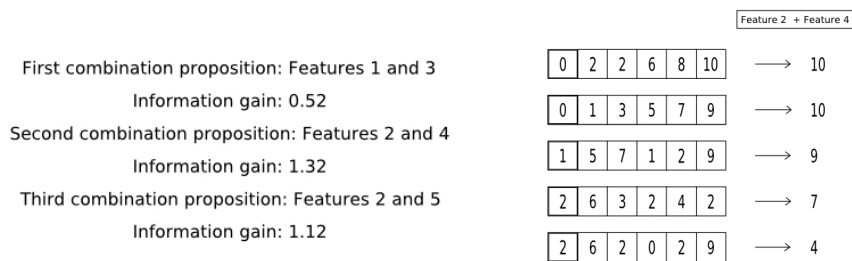 Feature 2 + Feature 4
First combination proposition: Features 1 and 3
Information gain: 0.52
Second combination proposition: Features 2 and 4
Information gain: 1.32
Third combination proposition: Features 2 and 5
Information gain: 1.12
0 2 2 6 8 10 10
0 1 3 5 7 9 10
1 5 7 1 2 9 9
2 6 3 2 4 2 7
2 6 2 0 2 9 4